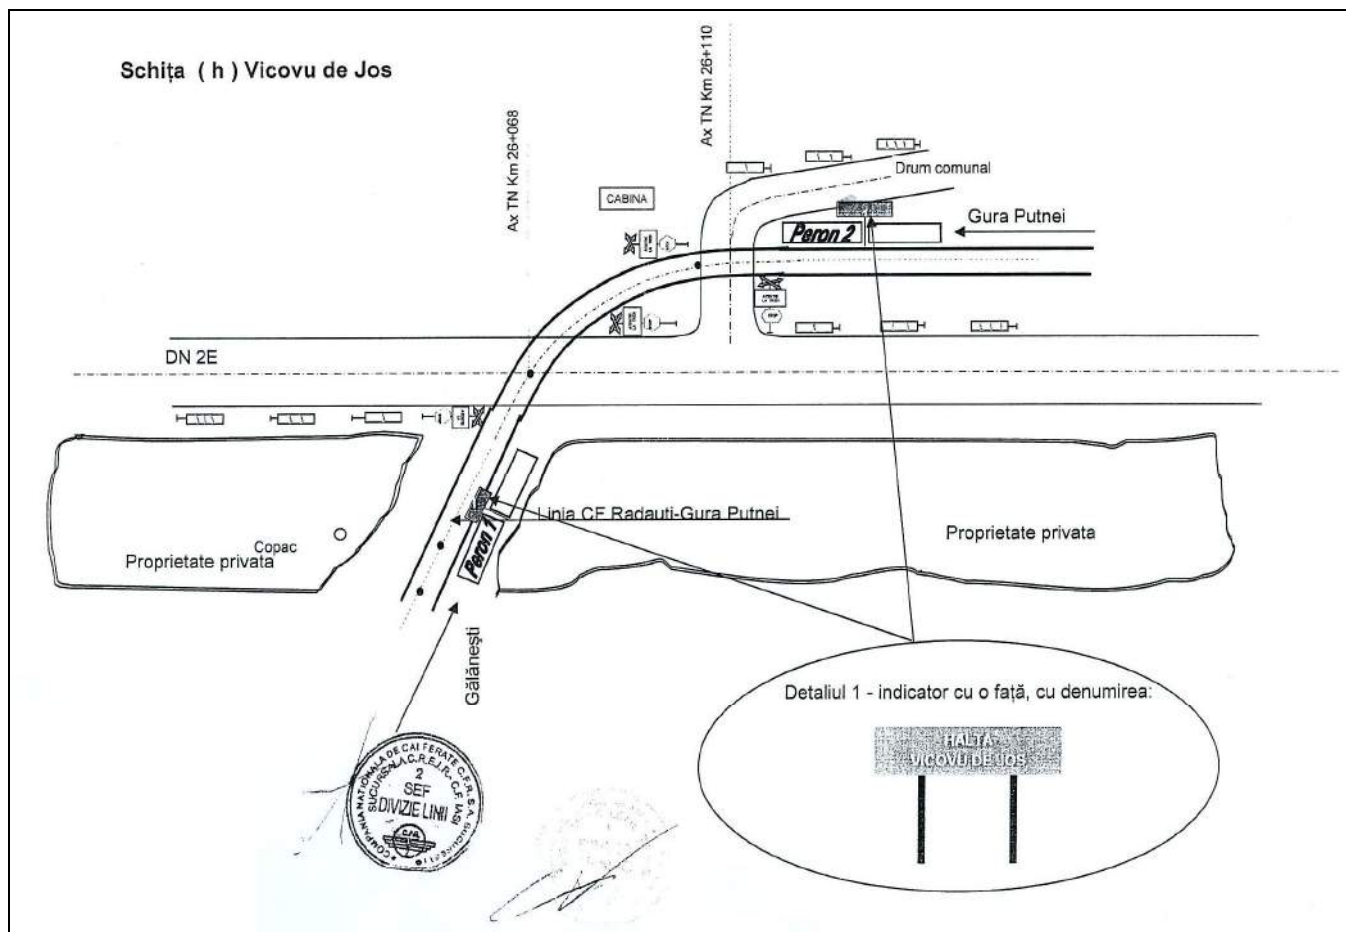 Schița ( h ) Vicovu de Jos
Ax TN Km 26+068
Ax TN Km 26+110
Drum comunal
CABINA
Peron 2
Gura Putnei
DN 2E
Linia CF Radauti-Gura Putnei
Peron 1
Copac
Proprietate privata
Proprietate privata
Gălănești
Detaliul 1 - indicator cu o față, cu denumirea:
HALTA
VICOVU DE JOS
COMPANIA NATIONALA DE CAI FERATE C.F.R. S.A. BUCURESTI
SUCURSALA C.R.E.I.R. - C.F. IASI
2
SEF
DIVIZIE LINII